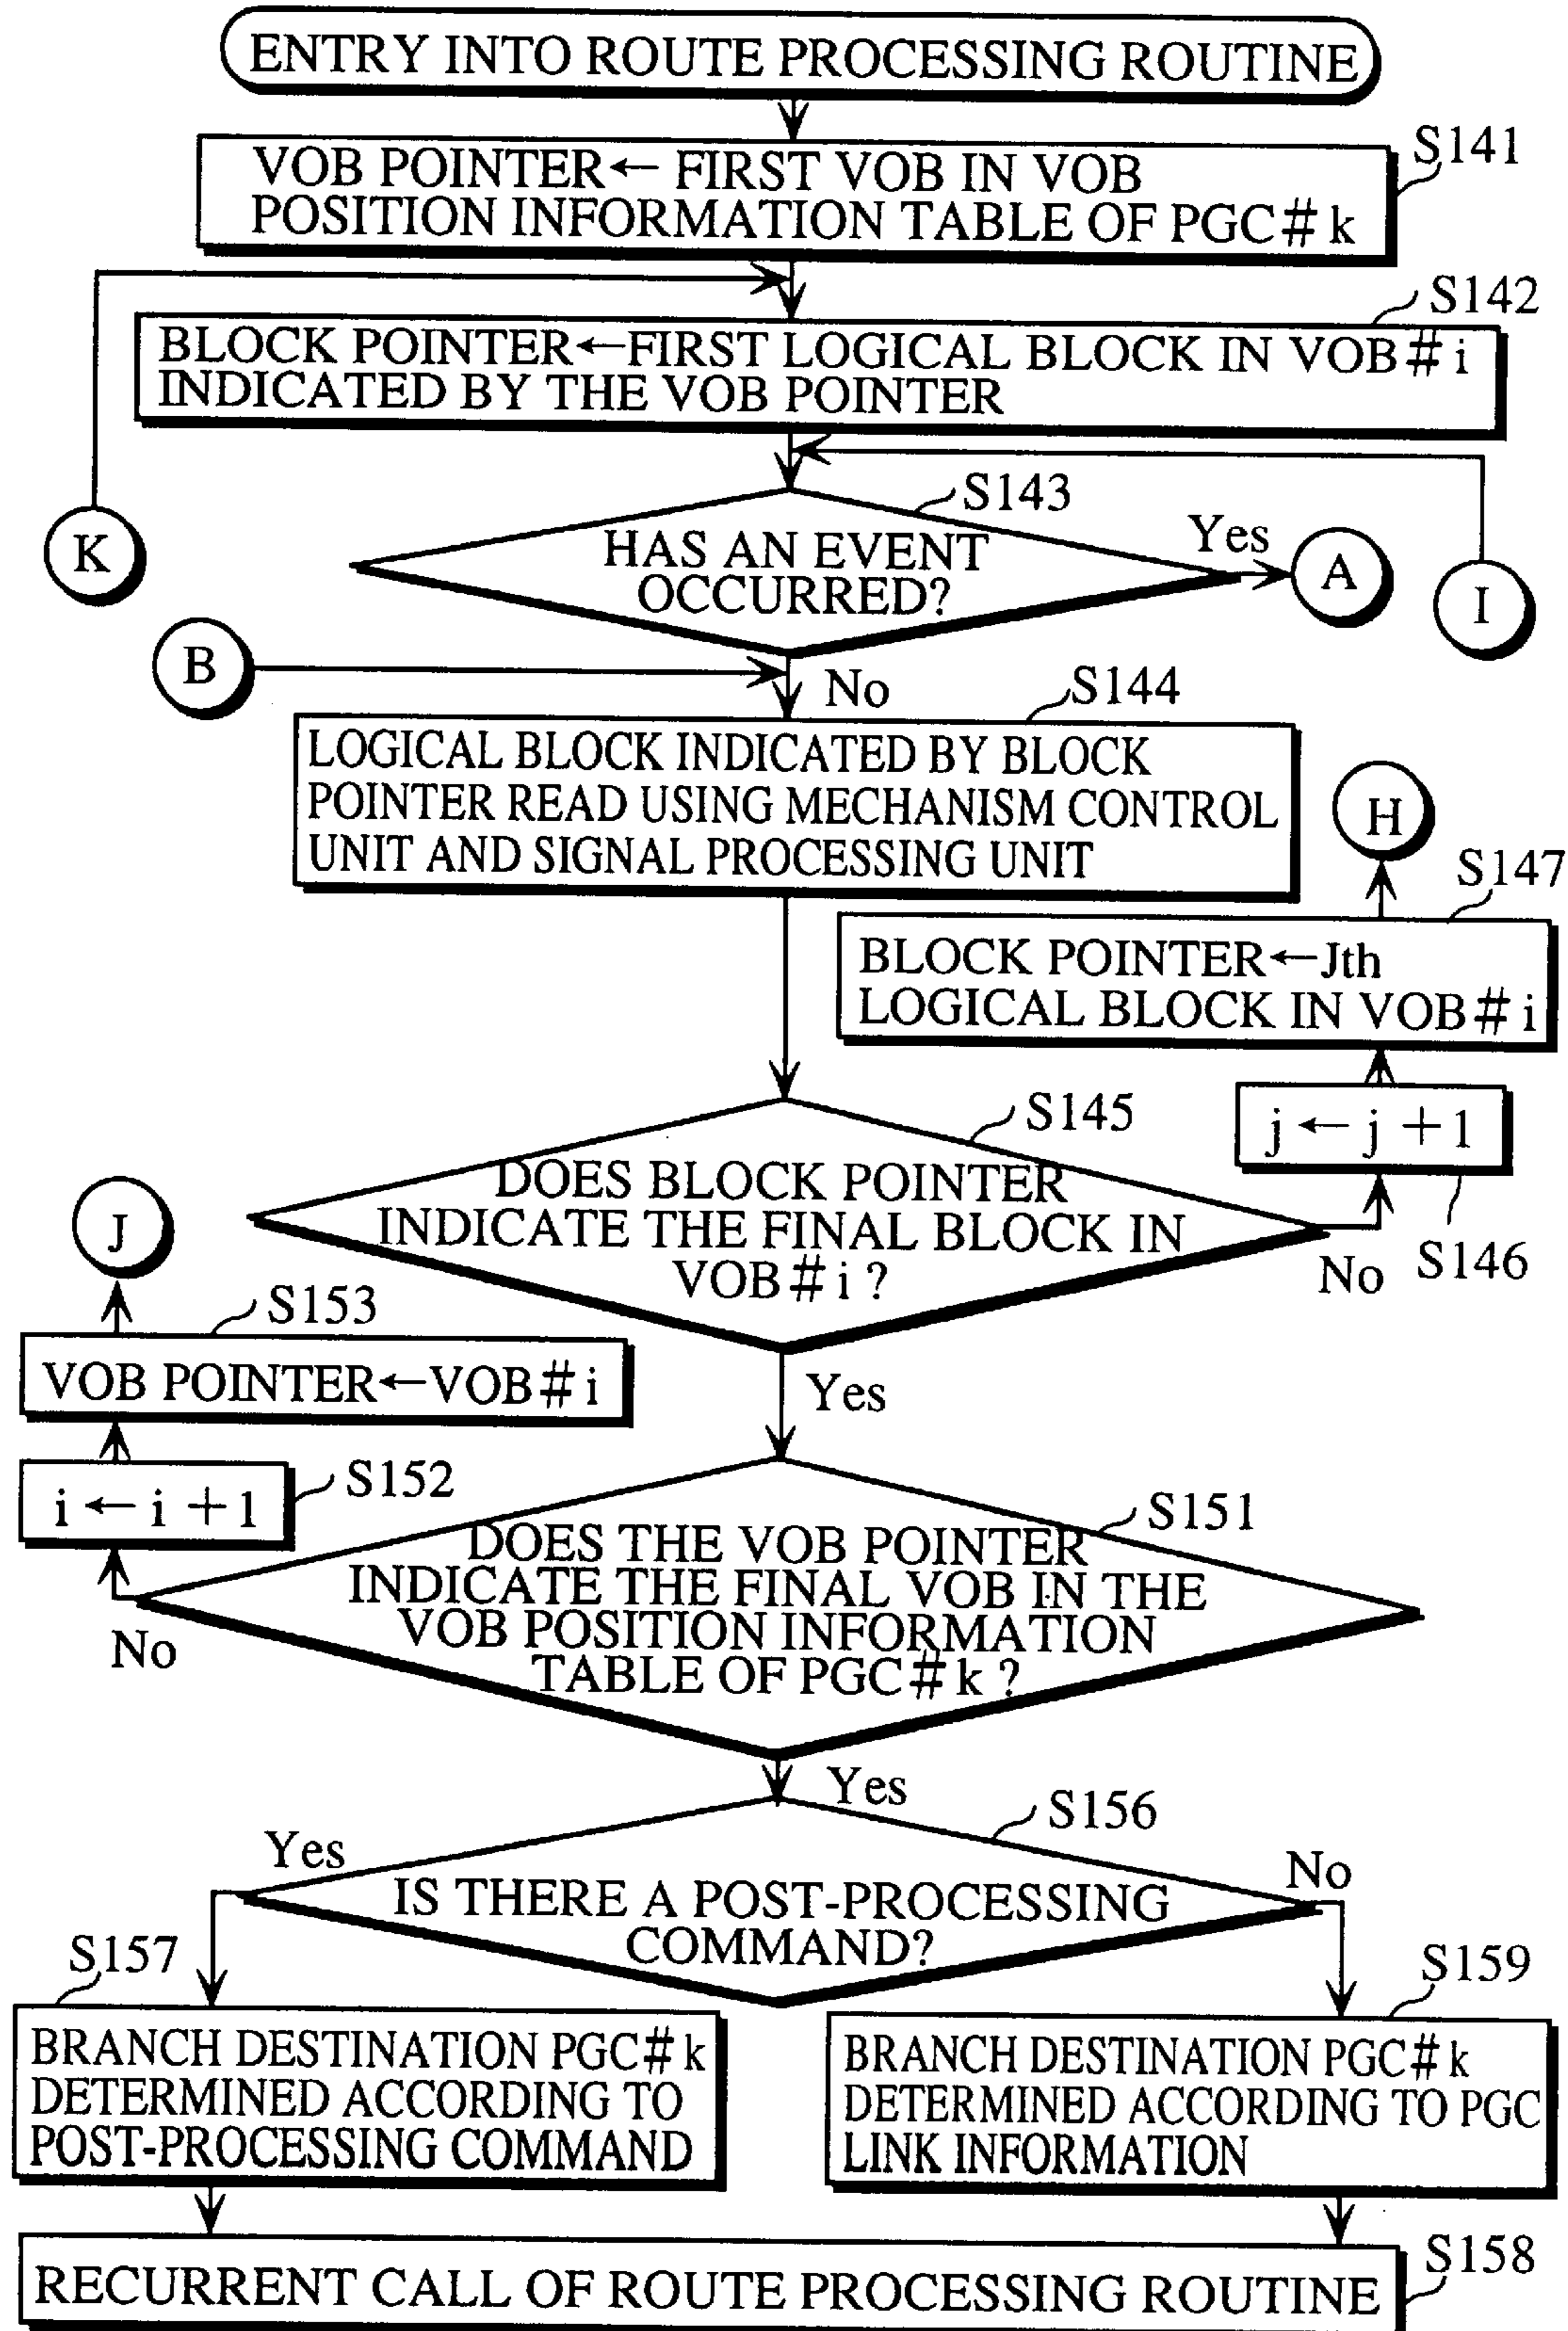 ENTRY INTO ROUTE PROCESSING ROUTINE
S141
VOB POINTER← FIRST VOB IN VOB
POSITION INFORMATION TABLE OF PGC#k
S142
BLOCK POINTER←FIRST LOGICAL BLOCK IN VOB#i
INDICATED BY THE VOB POINTER
S143
K
HAS AN EVENT
OCCURRED?
Yes
A
I
B
No
S144
LOGICAL BLOCK INDICATED BY BLOCK
POINTER READ USING MECHANISM CONTROL
UNIT AND SIGNAL PROCESSING UNIT
H
S147
BLOCK POINTER←Jth
LOGICAL BLOCK IN VOB#i
S145
j←j+1
S146
DOES BLOCK POINTER
INDICATE THE FINAL BLOCK IN
VOB#i?
No
J
S153
VOB POINTER←VOB#i
Yes
S152
i←i+1
S151
DOES THE VOB POINTER
INDICATE THE FINAL VOB IN THE
VOB POSITION INFORMATION
TABLE OF PGC#k?
No
Yes
S156
Yes
No
IS THERE A POST-PROCESSING
COMMAND?
S157
BRANCH DESTINATION PGC#k
DETERMINED ACCORDING TO
POST-PROCESSING COMMAND
S159
BRANCH DESTINATION PGC#k
DETERMINED ACCORDING TO PGC
LINK INFORMATION
S158
RECURRENT CALL OF ROUTE PROCESSING ROUTINE